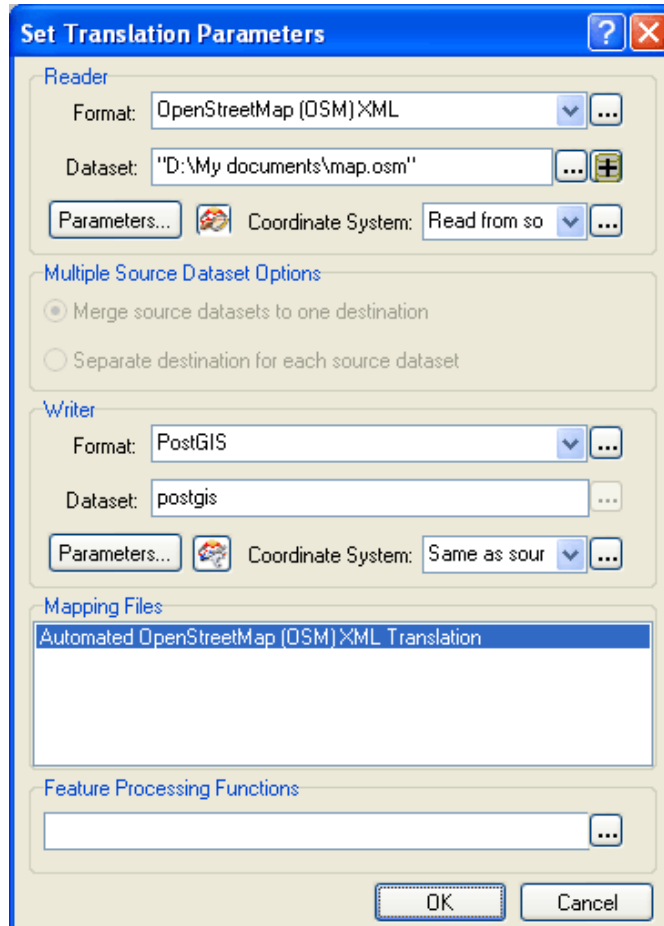 Set Translation Parameters
Reader
Format: OpenStreetMap (OSM) XML ...
Dataset: "D:\My documents\map.osm" ...
Parameters... Coordinate System: Read from so ...
Multiple Source Dataset Options
Merge source datasets to one destination
Separate destination for each source dataset
Writer
Format: PostGIS ...
Dataset: postgis ...
Parameters... Coordinate System: Same as sour ...
Mapping Files
Automated OpenStreetMap (OSM) XML Translation
Feature Processing Functions
...
OK Cancel